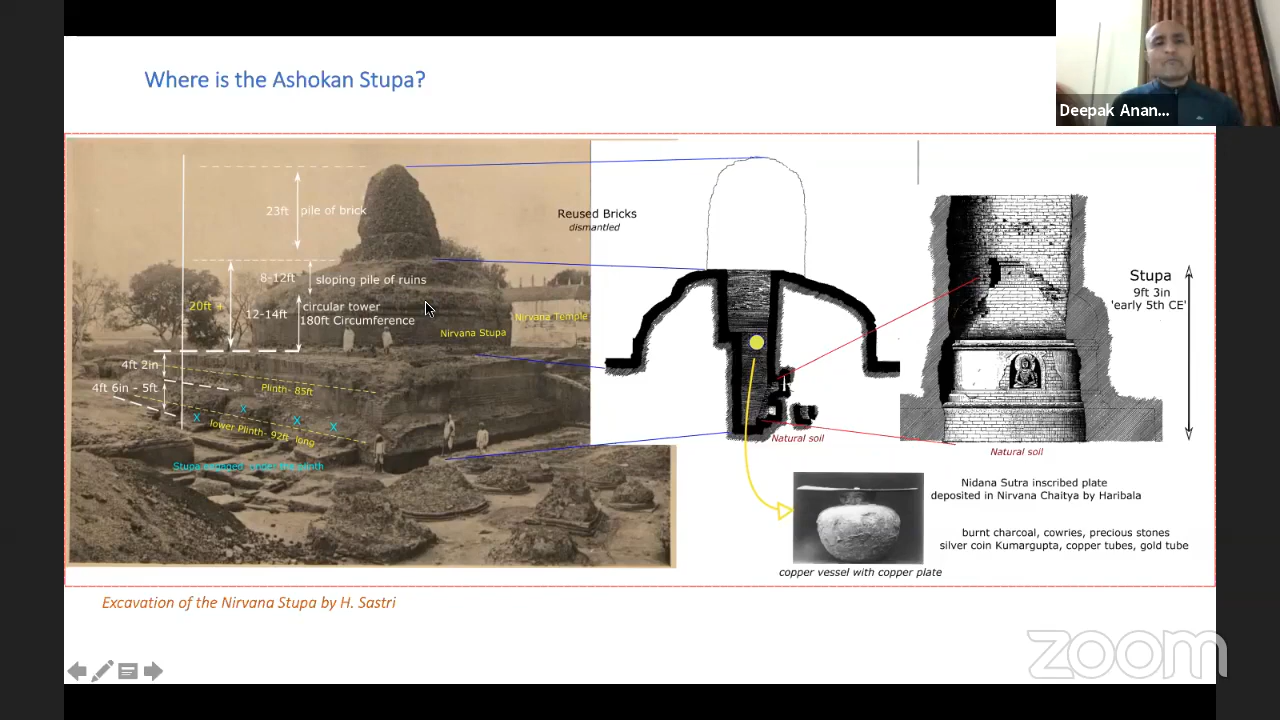 Where is the Ashokan Stupa?
Deepak Anan...
23ft
pile of brick
8-12ft
sloping pile of ruins
20ft +
12-14ft
circular tower
180ft Circumference
Nirvana Stupa
Nirvana Temple
4ft 2in
4ft 6in - 5ft
Plinth- 85ft
x x x x
lower Plinth- 92ft long
under the plinth
Reused Bricks
dismantled
Natural soil
Stupa
9ft 3in
'early 5th CE'
Natural soil
Nidana Sutra inscribed plate
deposited in Nirvana Chaitya by Haribala
burnt charcoal, cowries, precious stones
silver coin Kumargupta, copper tubes, gold tube
copper vessel with copper plate
Excavation of the Nirvana Stupa by H. Sastri
zoom